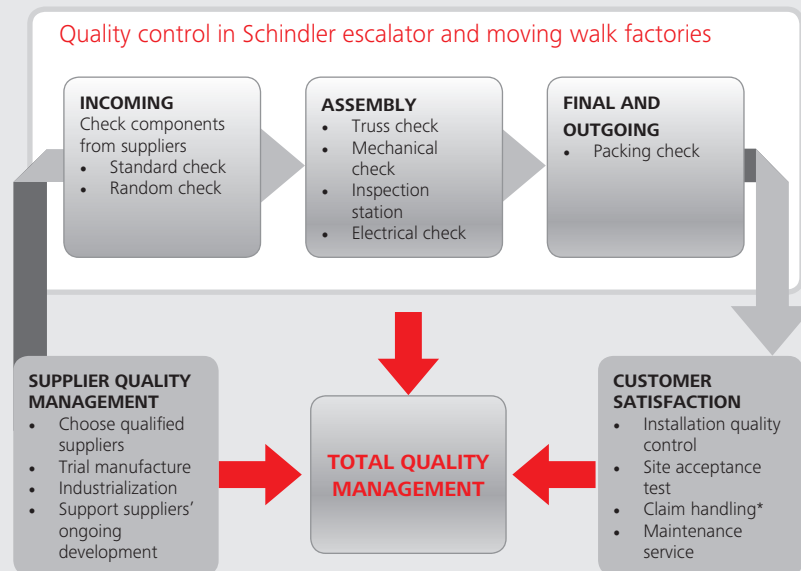 Quality control in Schindler escalator and moving walk factories
INCOMING
Check components
from suppliers
• Standard check
• Random check
ASSEMBLY
• Truss check
• Mechanical
check
• Inspection
station
• Electrical check
FINAL AND
OUTGOING
• Packing check
SUPPLIER QUALITY
MANAGEMENT
• Choose qualified
suppliers
• Trial manufacture
• Industrialization
• Support suppliers’
ongoing
development
TOTAL QUALITY
MANAGEMENT
CUSTOMER
SATISFACTION
• Installation quality
control
• Site acceptance
test
• Claim handling*
• Maintenance
service